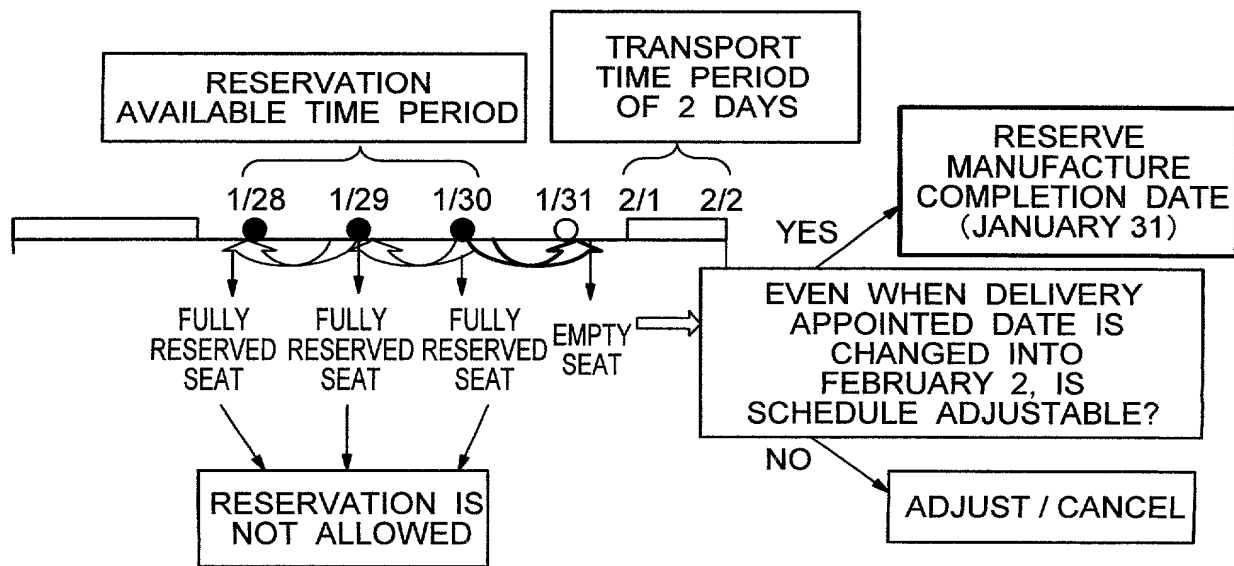 RESERVATION
AVAILABLE TIME PERIOD
TRANSPORT
TIME PERIOD
OF 2 DAYS
RESERVE
MANUFACTURE
COMPLETION DATE
(JANUARY 31)
1/28 1/29 1/30 1/31 2/1 2/2
YES
FULLY
RESERVED
SEAT
FULLY
RESERVED
SEAT
FULLY
RESERVED
SEAT
EMPTY
SEAT
EVEN WHEN DELIVERY
APPOINTED DATE IS
CHANGED INTO
FEBRUARY 2, IS
SCHEDULE ADJUSTABLE?
NO
RESERVATION IS
NOT ALLOWED
ADJUST / CANCEL